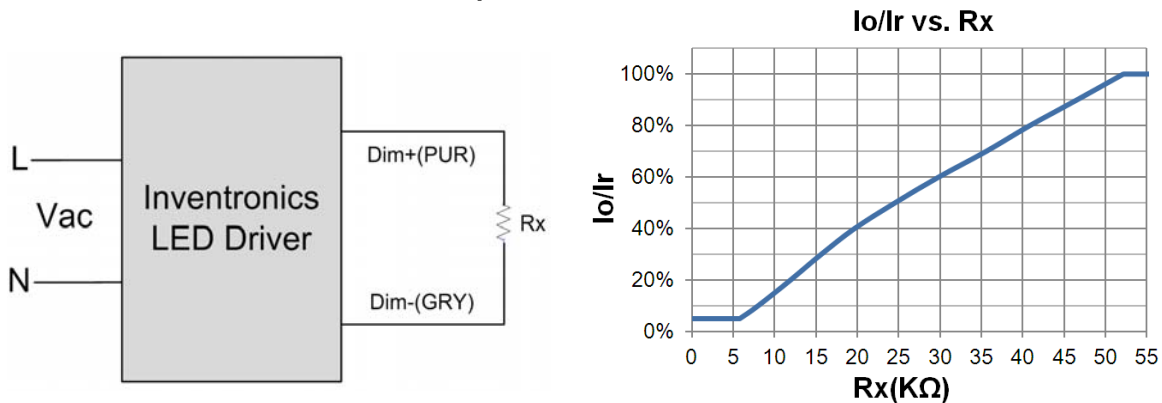 L
Vac
N
Inventronics
LED Driver
Dim+(PUR)
Rx
Dim-(GRY)
Io/Ir vs. Rx
Io/Ir
100%
80%
60%
40%
20%
0%
0 5 10 15 20 25 30 35 40 45 50 55
Rx(KΩ)